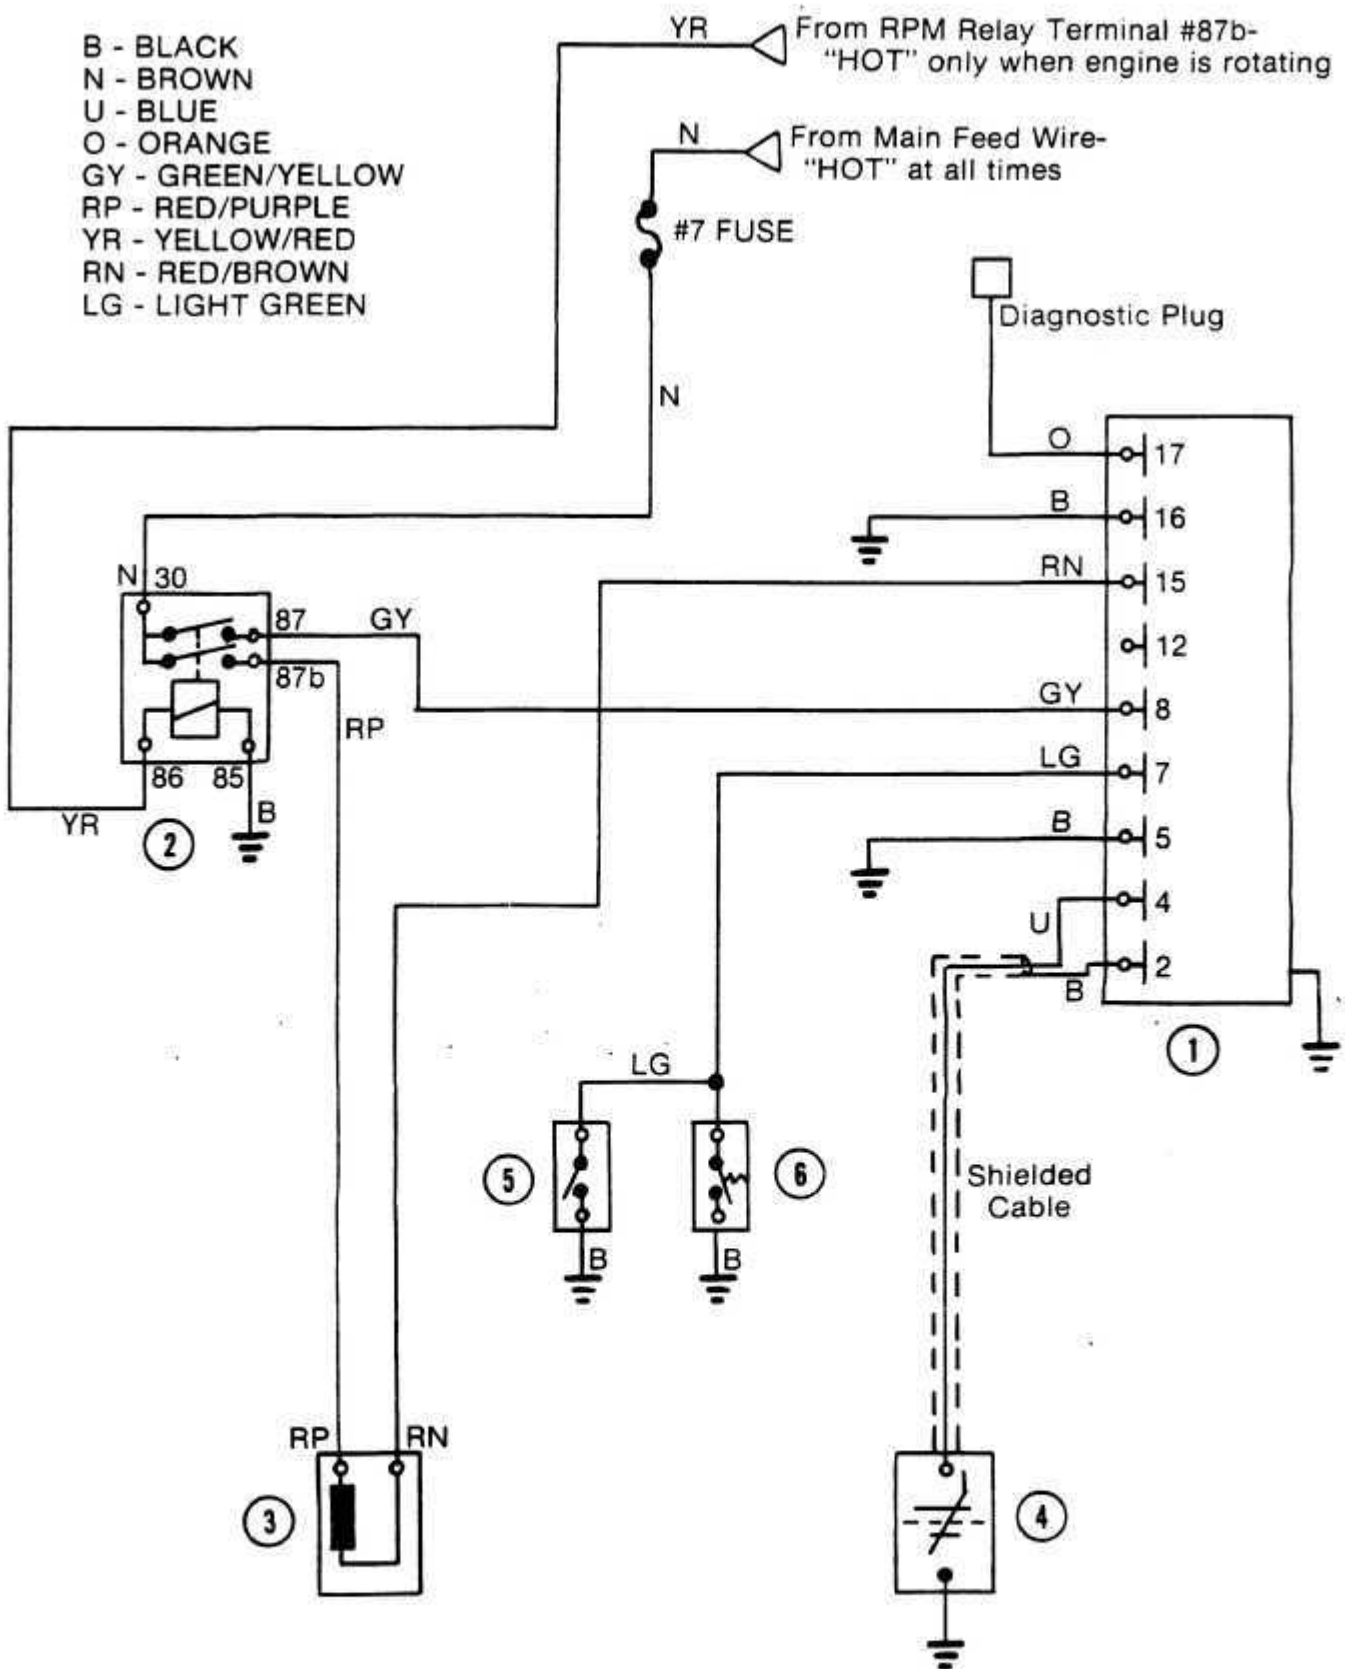 B - BLACK
N - BROWN
U - BLUE
O - ORANGE
GY - GREEN/YELLOW
RP - RED/PURPLE
YR - YELLOW/RED
RN - RED/BROWN
LG - LIGHT GREEN
YR
From RPM Relay Terminal #87b-
"HOT" only when engine is rotating
N
From Main Feed Wire-
"HOT" at all times
#7 FUSE
Diagnostic Plug
N
O
17
B
16
RN
15
N 30
87
GY
12
87b
GY
8
RP
LG
7
86
85
B
YR
2
B
5
4
U
2
B
1
LG
5
6
Shielded
Cable
B
B
RP
RN
3
4